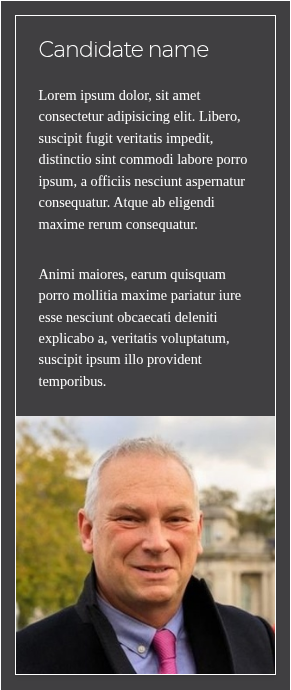 Candidate name
Lorem ipsum dolor, sit amet
consectetur adipisicing elit. Libero,
suscipit fugit veritatis impedit,
distinctio sint commodi labore porro
ipsum, a officiis nesciunt aspernatur
consequatur. Atque ab eligendi
maxime rerum consequatur.
Animi maiores, earum quisquam
porro mollitia maxime pariatur iure
esse nesciunt obcaecati deleniti
explicabo a, veritatis voluptatum,
suscipit ipsum illo provident
temporibus.